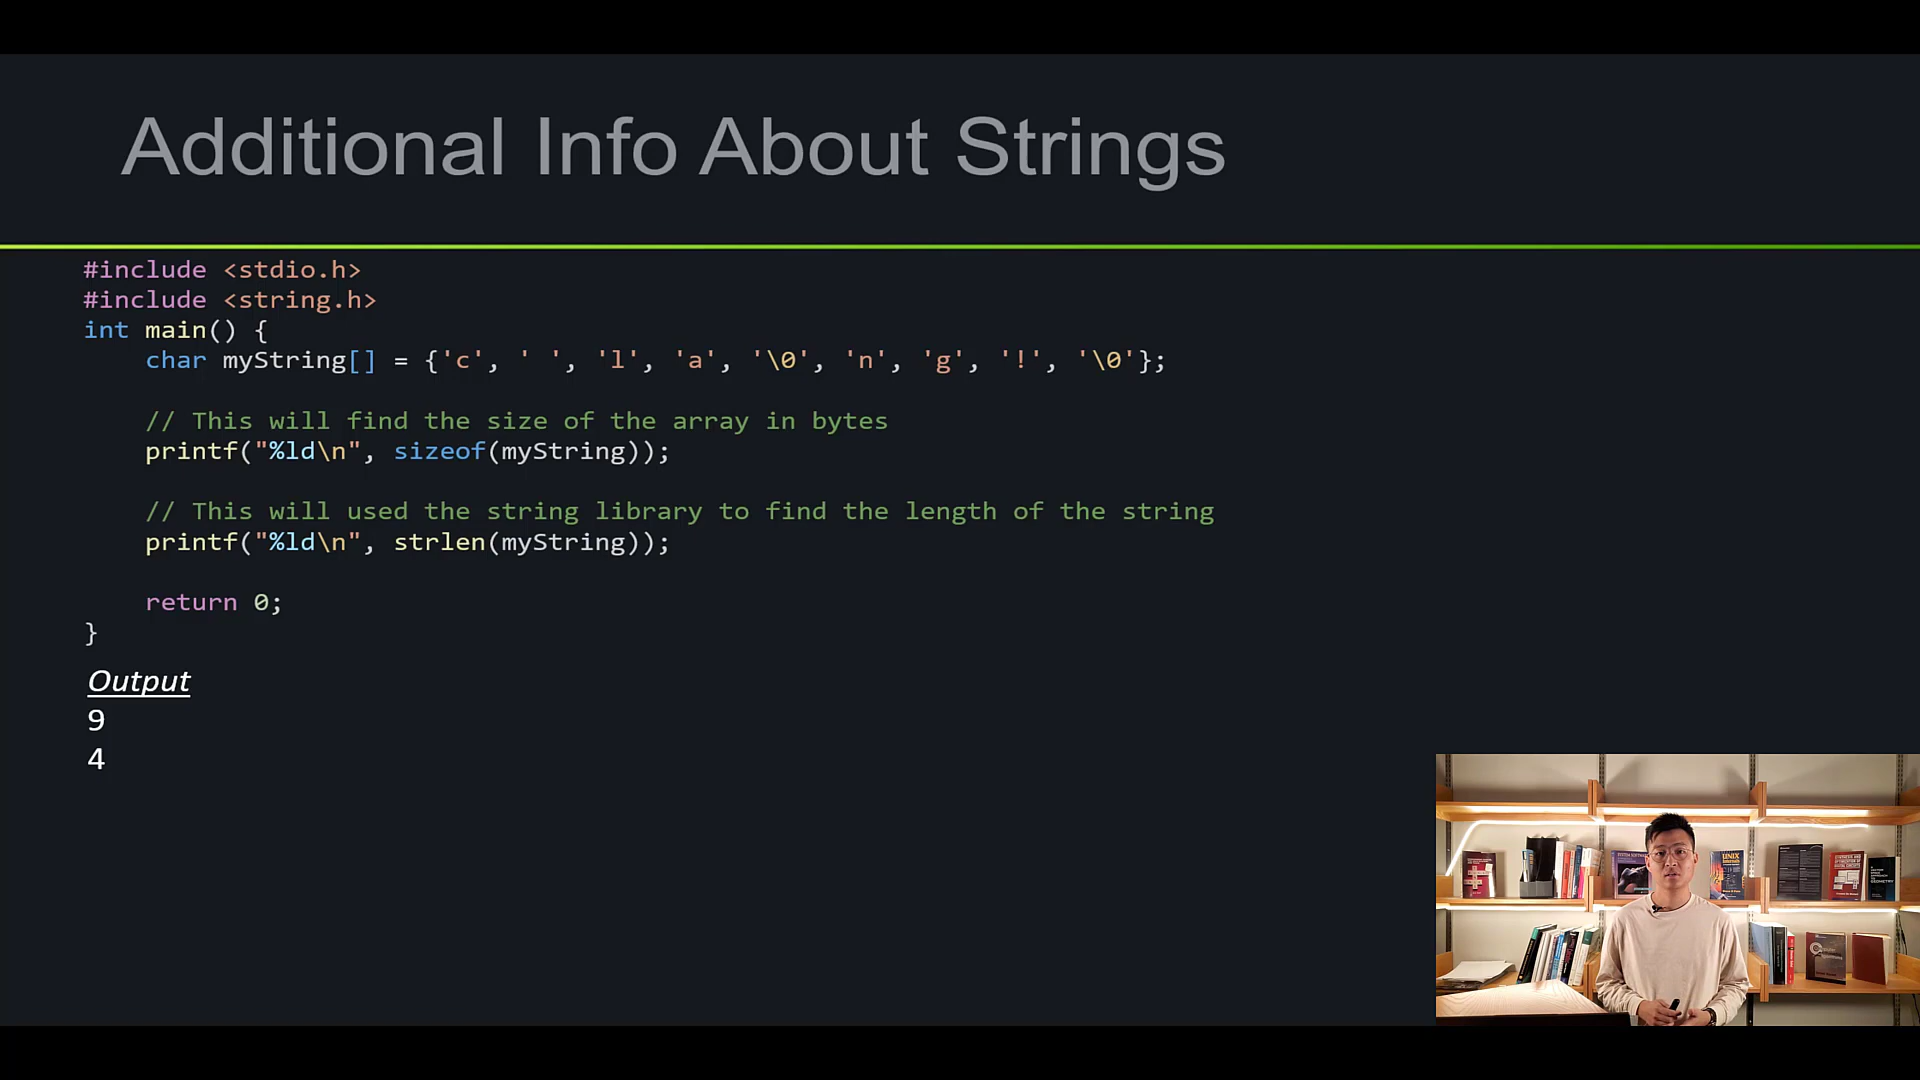 Additional Info About Strings
#include <stdio.h>
#include <string.h>
int main() {
    char myString[] = {'c', ' ', 'l', 'a', '\0', 'n', 'g', '!', '\0'};
    // This will find the size of the array in bytes
    printf("%ld\n", sizeof(myString));
    // This will used the string library to find the length of the string
    printf("%ld\n", strlen(myString));
    return 0;
}
Output
9
4
UNIX